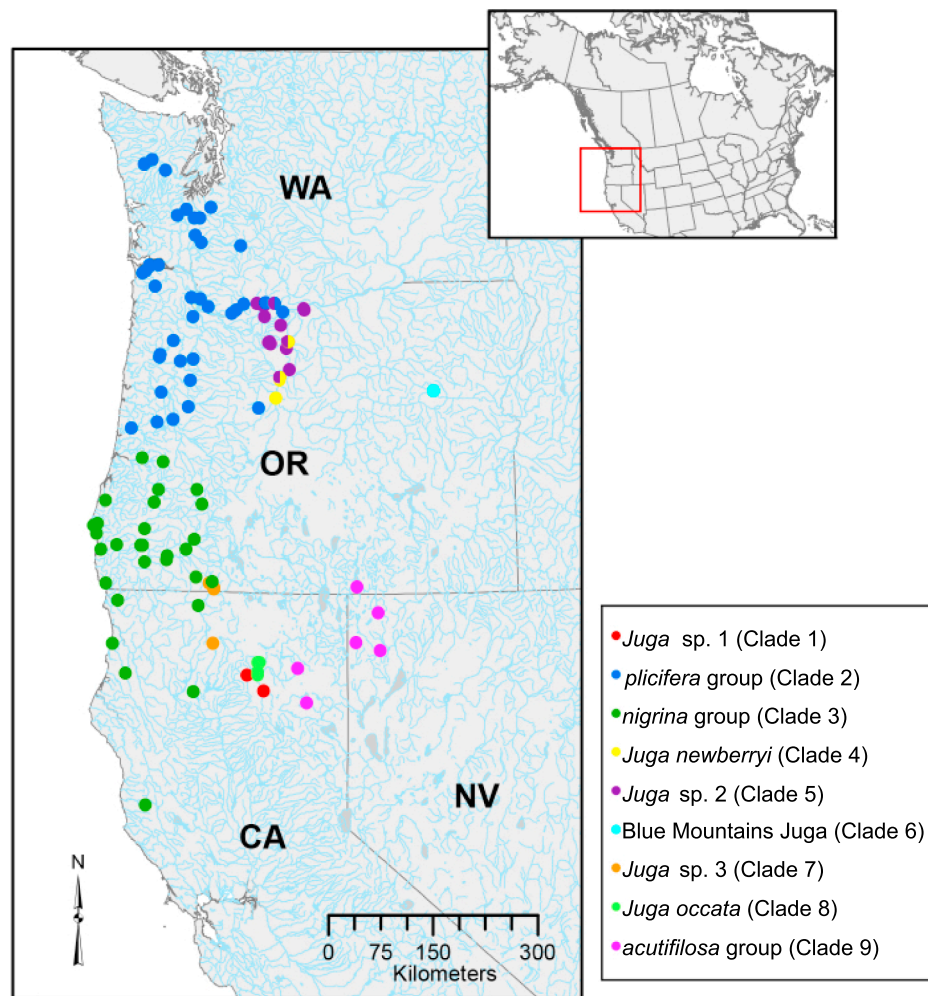 WA
OR
NV
CA
N
0 75 150 300
Kilometers
Juga sp. 1 (Clade 1)
plicifera group (Clade 2)
nigrina group (Clade 3)
Juga newberryi (Clade 4)
Juga sp. 2 (Clade 5)
Blue Mountains Juga (Clade 6)
Juga sp. 3 (Clade 7)
Juga occata (Clade 8)
acutifilosa group (Clade 9)